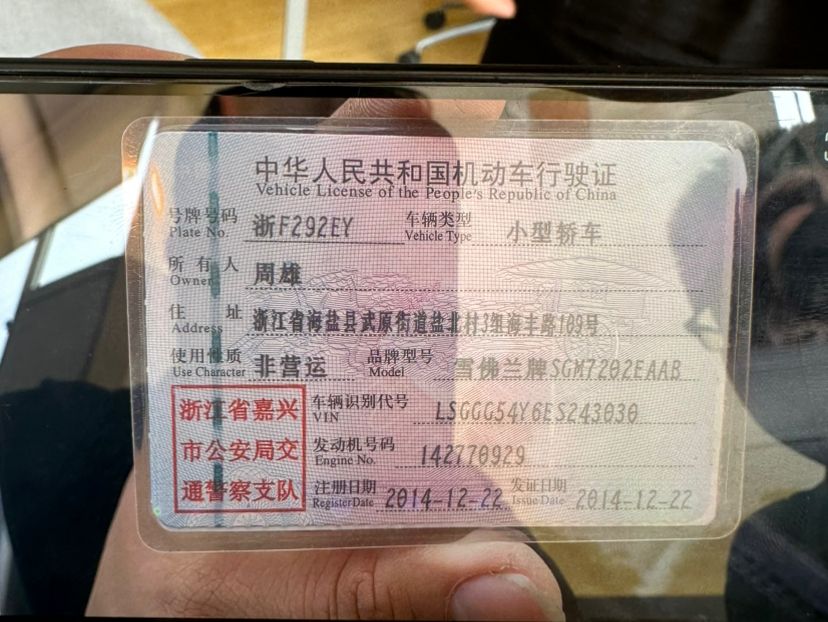 中华人民共和国机动车行驶证
Vehicle License of the People's Republic of China
号牌号码 浙F292EY 车辆类型 小型轿车
Plate No. Vehicle Type
所有人 周雄
Owner
住址 浙江省海盐县武原街道盐北村3组海丰路109号
Address
使用性质 非营运 品牌型号 雪佛兰牌SGM7202EAAB
Use Character Model
浙江省嘉兴
市公安局交
通警察支队
车辆识别代号 LSGGG54Y6ES243030
VIN
发动机号码 142770929
Engine No.
注册日期 2014-12-22 发证日期 2014-12-22
Register Date Issue Date